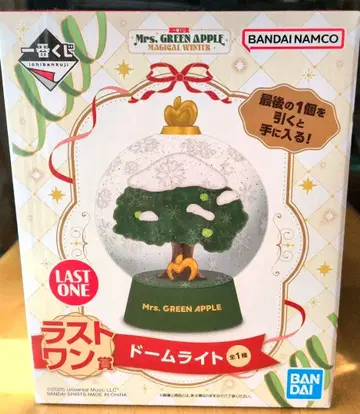 一番くじ
ichibankuji
一番くじ
Mrs. GREEN APPLE
MAGICAL WINTER
BANDAI NAMCO
最後の1個を
引くと
手に入る!
Mrs. GREEN APPLE
LAST
ONE
ラスト
ワン賞
ドームライト 全1種
BAN
DAI
©2025 Universal Music LLC
BANDAI SPIRITS MADE IN CHINA